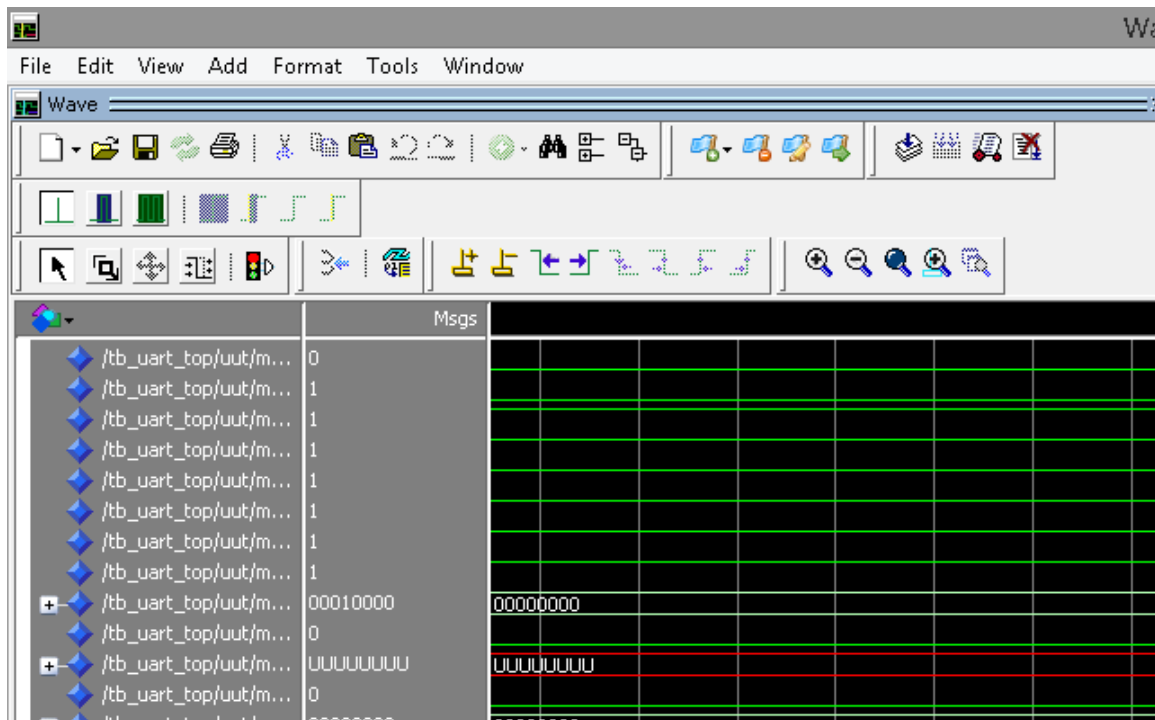 File Edit View Add Format Tools Window
Wave
Msgs
/tb_uart_top/uut/m... 0
/tb_uart_top/uut/m... 1
/tb_uart_top/uut/m... 1
/tb_uart_top/uut/m... 1
/tb_uart_top/uut/m... 1
/tb_uart_top/uut/m... 1
/tb_uart_top/uut/m... 1
/tb_uart_top/uut/m... 1
/tb_uart_top/uut/m... 00010000 00000000
/tb_uart_top/uut/m... 0
/tb_uart_top/uut/m... UUUUUUUU UUUUUUUU
/tb_uart_top/uut/m... 0